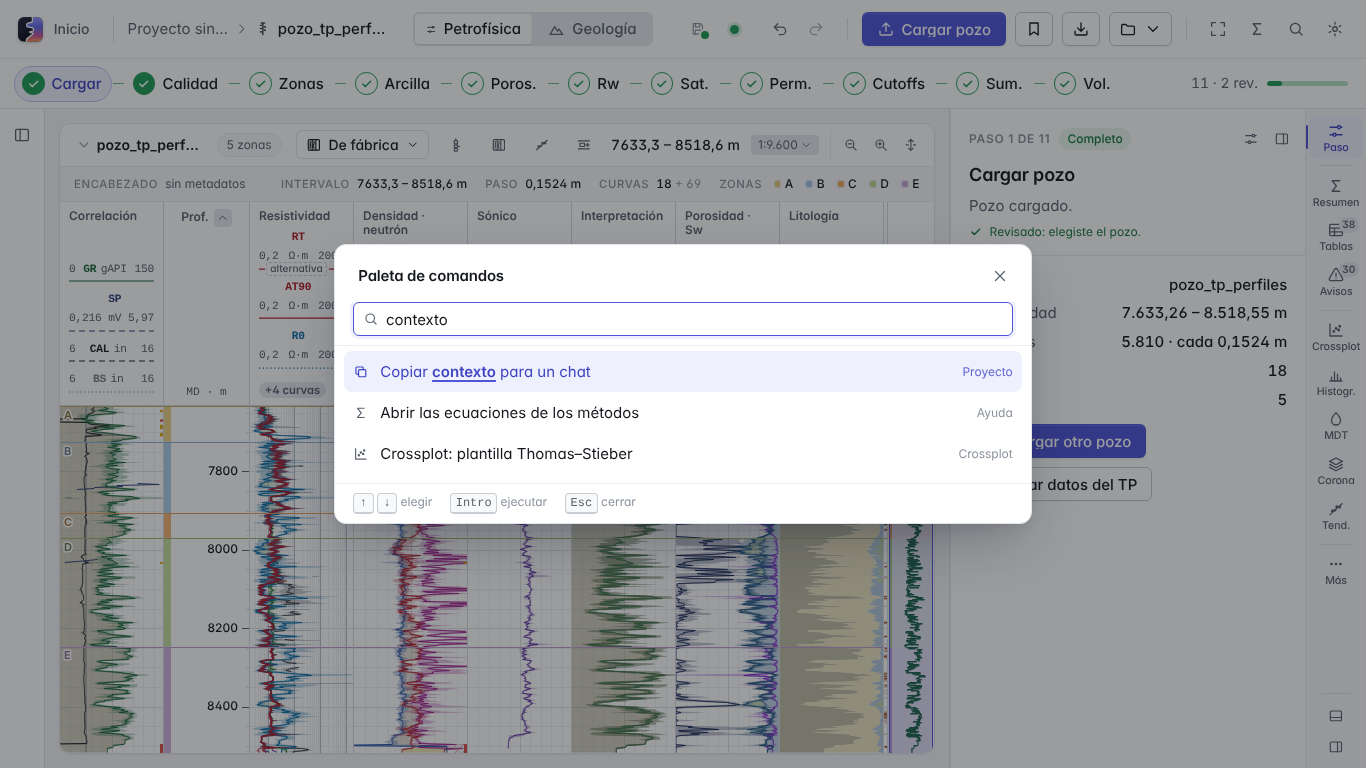 Inicio
Proyecto sin...
pozo_tp_perf...
Petrofísica
Geología
Cargar pozo
Cargar
Calidad
Zonas
Arcilla
Poros.
Rw
Sat.
Perm.
Cutoffs
Sum.
Vol.
11 · 2 rev.
pozo_tp_perf...
5 zonas
De fábrica
7633,3 – 8518,6 m
1:9.600
ENCABEZADO sin metadatos
INTERVALO 7633,3 – 8518,6 m
PASO 0,1524 m
CURVAS 18 + 69
ZONAS A B C D E
Correlación
Prof.
Resistividad
Densidad ·
neutrón
Sónico
Interpretación
Porosidad ·
Sw
Litología
0 GR gAPI 150
SP
0,216 mV 5,97
6 CAL in 16
6 BS in 16
MD · m
RT
0,2 Ω·m 200
alternativa
AT90
0,2 Ω·m 200
R0
0,2 Ω·m 200
+4 curvas
A
B
C
D
E
7800
8000
8200
8400
Paleta de comandos
contexto
Copiar contexto para un chat
Proyecto
Abrir las ecuaciones de los métodos
Ayuda
Crossplot: plantilla Thomas–Stieber
Crossplot
↑ ↓ elegir
Intro ejecutar
Esc cerrar
PASO 1 DE 11
Completo
Cargar pozo
Pozo cargado.
Revisado: elegiste el pozo.
pozo_tp_perfiles
dad
7.633,26 – 8.518,55 m
s
5.810 · cada 0,1524 m
18
5
rgar otro pozo
ar datos del TP
Paso
Resumen
38
Tablas
30
Avisos
Crossplot
Histogr.
MDT
Corona
Tend.
Más